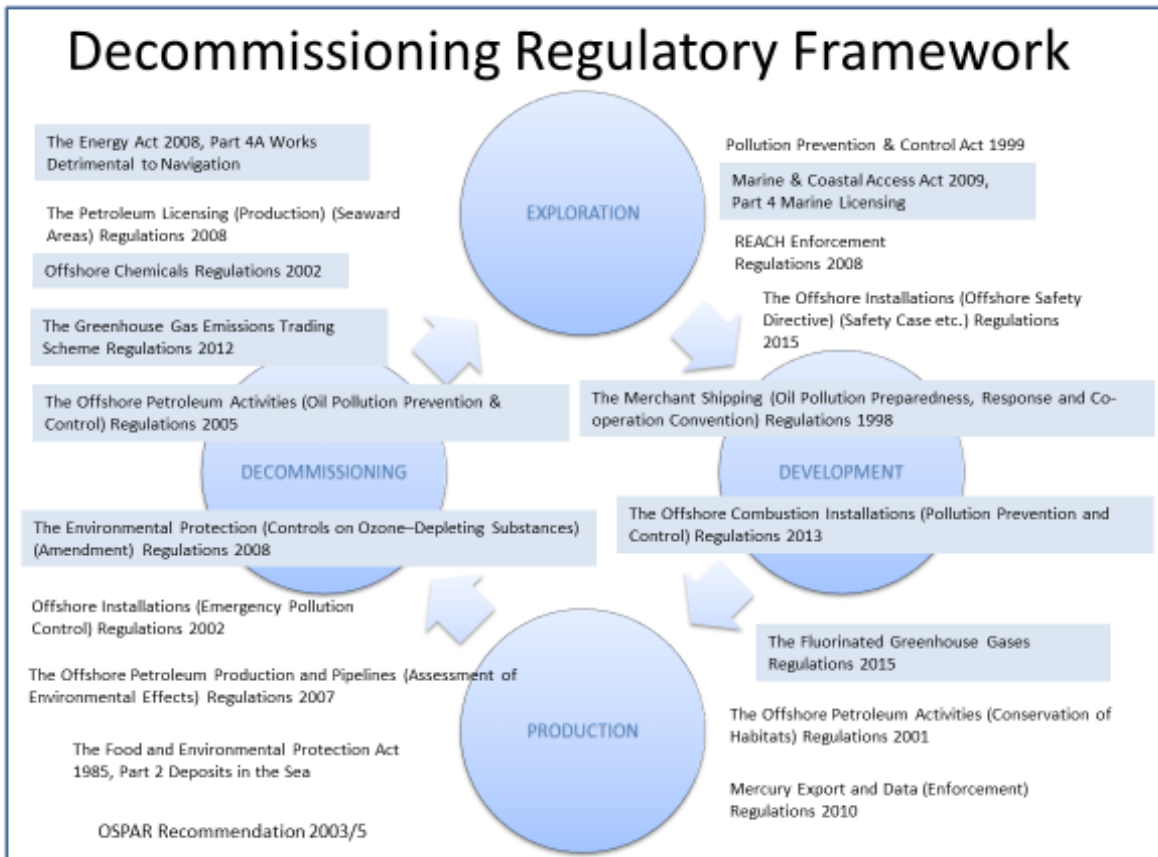 Decommissioning Regulatory Framework
The Energy Act 2008, Part 4A Works
Detrimental to Navigation
The Petroleum Licensing (Production) (Seaward
Areas) Regulations 2008
Offshore Chemicals Regulations 2002
The Greenhouse Gas Emissions Trading
Scheme Regulations 2012
The Offshore Petroleum Activities (Oil Pollution Prevention &
Control) Regulations 2005
DECOMMISSIONING
The Environmental Protection (Controls on Ozone–Depleting Substances)
(Amendment) Regulations 2008
Offshore Installations (Emergency Pollution
Control) Regulations 2002
The Offshore Petroleum Production and Pipelines (Assessment of
Environmental Effects) Regulations 2007
The Food and Environmental Protection Act
1985, Part 2 Deposits in the Sea
OSPAR Recommendation 2003/5
EXPLORATION
PRODUCTION
Pollution Prevention & Control Act 1999
Marine & Coastal Access Act 2009,
Part 4 Marine Licensing
REACH Enforcement
Regulations 2008
The Offshore Installations (Offshore Safety
Directive) (Safety Case etc.) Regulations
2015
The Merchant Shipping (Oil Pollution Preparedness, Response and Co-
operation Convention) Regulations 1998
DEVELOPMENT
The Offshore Combustion Installations (Pollution Prevention and
Control) Regulations 2013
The Fluorinated Greenhouse Gases
Regulations 2015
The Offshore Petroleum Activities (Conservation of
Habitats) Regulations 2001
Mercury Export and Data (Enforcement)
Regulations 2010